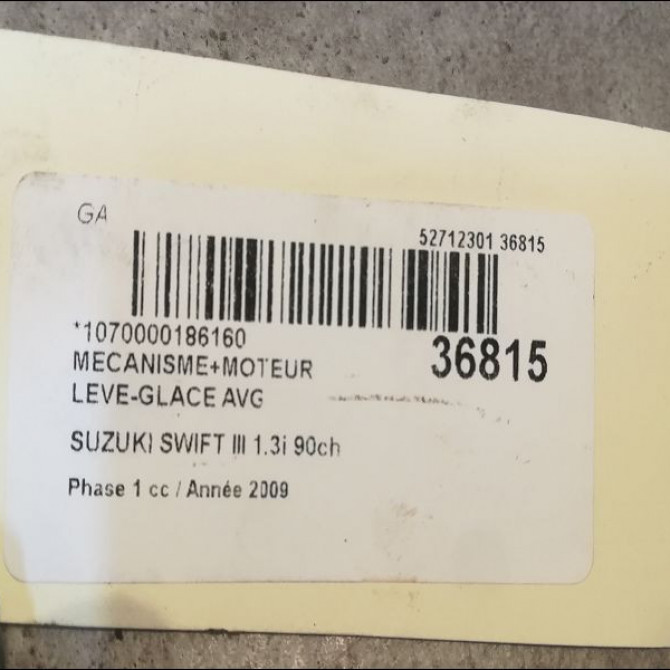 GA
52712301 36815
*1070000186160
36815
MECANISME+MOTEUR
LEVE-GLACE AVG
SUZUKI SWIFT III 1.3i 90ch
Phase 1 cc / Année 2009